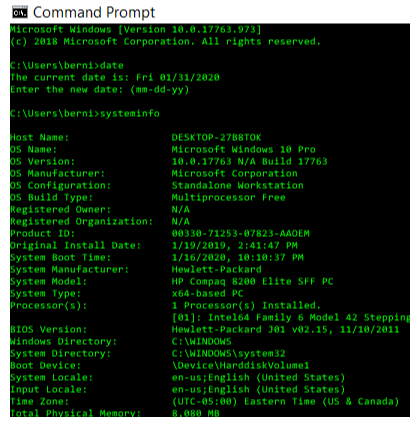 Command Prompt
Microsoft Windows [Version 10.0.17763.973]
(c) 2018 Microsoft Corporation. All rights reserved.
C:\Users\berni>date
The current date is: Fri 01/31/2020
Enter the new date: (mm-dd-yy)
C:\Users\berni>systeminfo
Host Name: DESKTOP-27B8TOK
OS Name: Microsoft Windows 10 Pro
OS Version: 10.0.17763 N/A Build 17763
OS Manufacturer: Microsoft Corporation
OS Configuration: Standalone Workstation
OS Build Type: Multiprocessor Free
Registered Owner: N/A
Registered Organization: N/A
Product ID: 00330-71253-07823-AAOEM
Original Install Date: 1/19/2019, 2:41:47 PM
System Boot Time: 1/16/2020, 10:10:37 PM
System Manufacturer: Hewlett-Packard
System Model: HP Compaq 8200 Elite SFF PC
System Type: x64-based PC
Processor(s): 1 Processor(s) Installed.
[01]: Intel64 Family 6 Model 42 Stepping
BIOS Version: Hewlett-Packard J01 v02.15, 11/10/2011
Windows Directory: C:\WINDOWS
System Directory: C:\WINDOWS\system32
Boot Device: \Device\HarddiskVolume1
System Locale: en-us;English (United States)
Input Locale: en-us;English (United States)
Time Zone: (UTC-05:00) Eastern Time (US & Canada)
Total Physical Memory: 8,080 MB